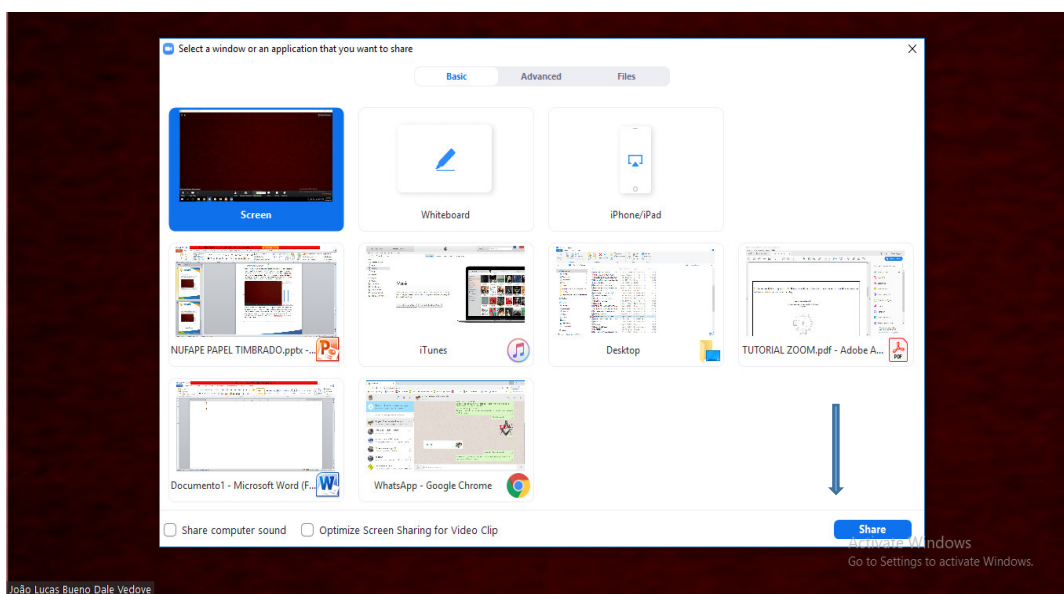 Select a window or an application that you want to share
Basic Advanced Files
Screen
Whiteboard
iPhone/iPad
NUFAPE PAPEL TIMBRADO.pptx -...
iTunes
Desktop
TUTORIAL ZOOM.pdf - Adobe A...
PDF
Documento1 - Microsoft Word (F...
WhatsApp - Google Chrome
Share computer sound
Optimize Screen Sharing for Video Clip
Share
Activate Windows
Go to Settings to activate Windows.
João Lucas Bueno Dale Vedove